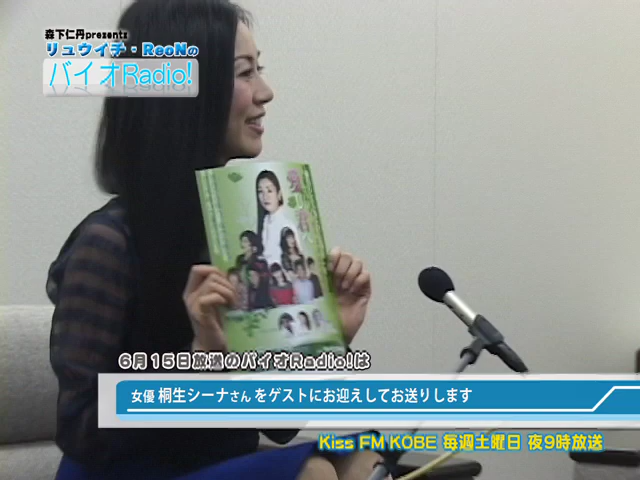 森下仁丹presents
リュウイチ・ReoNの
バイオRadio!
6月15日放送のバイオRadio!は
女優 桐生シーナさん をゲストにお迎えしてお送りします
Kiss FM KOBE 毎週土曜日 夜9時放送